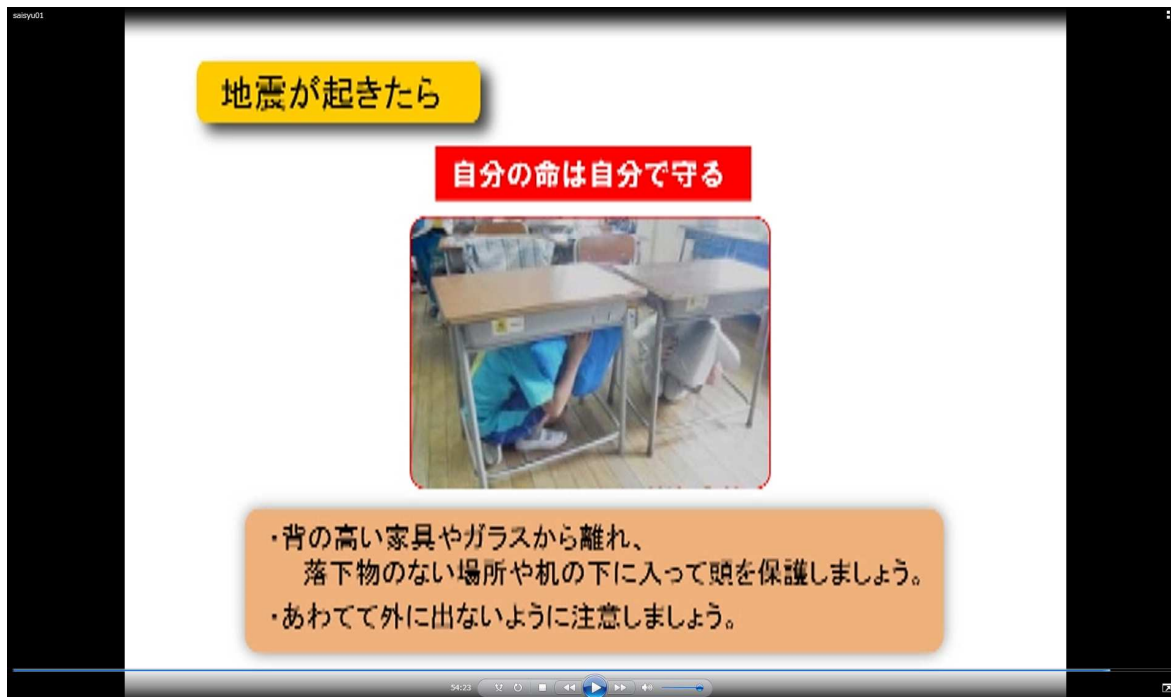 saisyu01
地震が起きたら
自分の命は自分で守る
・背の高い家具やガラスから離れ、
落下物のない場所や机の下に入って頭を保護しましょう。
・あわてて外に出ないように注意しましょう。
54:23